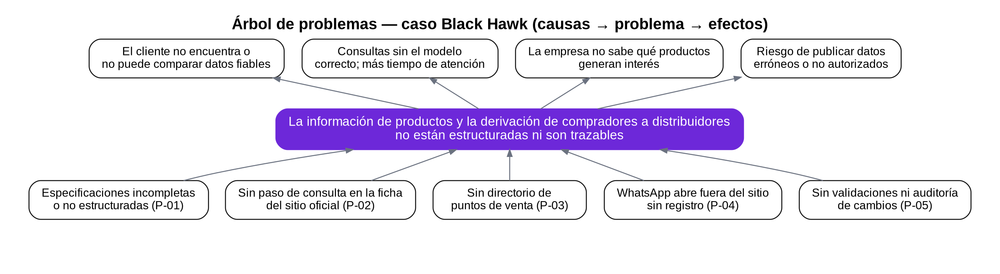 Árbol de problemas — caso Black Hawk (causas → problema → efectos)
El cliente no encuentra o
no puede comparar datos fiables
Consultas sin el modelo
correcto; más tiempo de atención
La empresa no sabe qué productos
generan interés
Riesgo de publicar datos
erróneos o no autorizados
La información de productos y la derivación de compradores a distribuidores
no están estructuradas ni son trazables
Especificaciones incompletas
o no estructuradas (P-01)
Sin paso de consulta en la ficha
del sitio oficial (P-02)
Sin directorio de
puntos de venta (P-03)
WhatsApp abre fuera del sitio
sin registro (P-04)
Sin validaciones ni auditoría
de cambios (P-05)